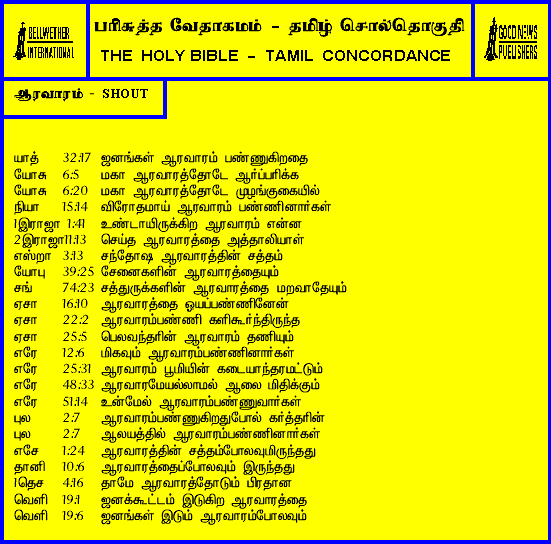 BELLWETHER INTERNATIONAL
பரிசுத்த வேதாகமம் - தமிழ் சொல்தொகுதி
THE HOLY BIBLE - TAMIL CONCORDANCE
GOOD NEWS PUBLISHERS
ஆரவாரம் - SHOUT
யாத் 32:17 ஜனங்கள் ஆரவாரம் பண்ணுகிறதை
யோசு 6:5 மகா ஆரவாரத்தோடே ஆர்ப்பரிக்க
யோசு 6:20 மகா ஆரவாரத்தோடே முழங்குகையில்
நியா 15:14 விரோதமாய் ஆரவாரம் பண்ணினார்கள்
1இராஜா 1:41 உண்டாயிருக்கிற ஆரவாரம் என்ன
2இராஜா11:13 செய்த ஆரவாரத்தை அத்தாலியாள்
எஸ்றா 3:13 சந்தோஷ ஆரவாரத்தின் சத்தம்
யோபு 39:25 சேனைகளின் ஆரவாரத்தையும்
சங் 74:23 சத்துருக்களின் ஆரவாரத்தை மறவாதேயும்
ஏசா 16:10 ஆரவாரத்தை ஓயப்பண்ணினேன்
ஏசா 22:2 ஆரவாரம்பண்ணி களிகூர்ந்திருந்த
ஏசா 25:5 பெலவந்தரின் ஆரவாரம் தணியும்
எரே 12:6 மிகவும் ஆரவாரம்பண்ணினார்கள்
எரே 25:31 ஆரவாரம் பூமியின் கடையாந்தரமட்டும்
எரே 48:33 ஆரவாரமேயல்லாமல் ஆலை மிதிக்கும்
எரே 51:14 உன்மேல் ஆரவாரம்பண்ணுவார்கள்
புல 2:7 ஆரவாரம்பண்ணுகிறதுபோல் கர்த்தரின்
புல 2:7 ஆலயத்தில் ஆரவாரம்பண்ணினார்கள்
எசே 1:24 ஆரவாரத்தின் சத்தம்போலவுமிருந்தது
தானி 10:6 ஆரவாரத்தைப்போலவும் இருந்தது
1தெச 4:16 தாமே ஆரவாரத்தோடும் பிரதான
வெளி 19:1 ஜனக்கூட்டம் இடுகிற ஆரவாரத்தை
வெளி 19:6 ஜனங்கள் இடும் ஆரவாரம்போலவும்